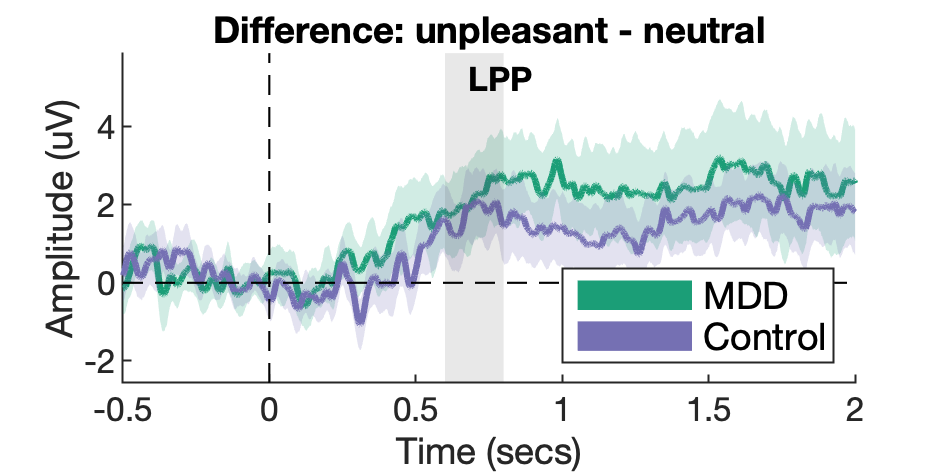 Difference: unpleasant - neutral
LPP
Amplitude (uV)
4
2
0
-2
MDD
Control
-0.5 0 0.5 1 1.5 2
Time (secs)